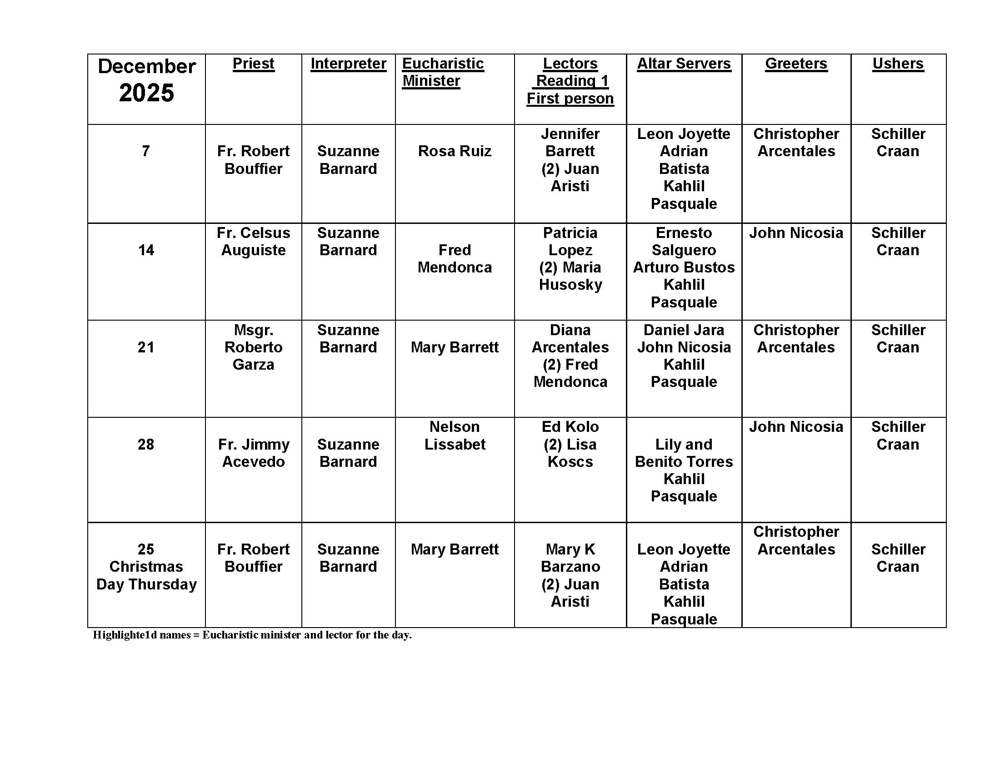 December
2025
Priest
Interpreter
Eucharistic
Minister
Lectors
Reading 1
First person
Altar Servers
Greeters
Ushers
7
Fr. Robert
Bouffier
Suzanne
Barnard
Rosa Ruiz
Jennifer
Barrett
(2) Juan
Aristi
Leon Joyette
Adrian
Batista
Kahlil
Pasquale
Christopher
Arcentales
Schiller
Craan
14
Fr. Celsus
Auguiste
Suzanne
Barnard
Fred
Mendonca
Patricia
Lopez
(2) Maria
Husosky
Ernesto
Salguero
Arturo Bustos
Kahlil
Pasquale
John Nicosia
Schiller
Craan
21
Msgr.
Roberto
Garza
Suzanne
Barnard
Mary Barrett
Diana
Arcentales
(2) Fred
Mendonca
Daniel Jara
John Nicosia
Kahlil
Pasquale
Christopher
Arcentales
Schiller
Craan
28
Fr. Jimmy
Acevedo
Suzanne
Barnard
Nelson
Lissabet
Ed Kolo
(2) Lisa
Koscs
Lily and
Benito Torres
Kahlil
Pasquale
John Nicosia
Schiller
Craan
25
Christmas
Day Thursday
Fr. Robert
Bouffier
Suzanne
Barnard
Mary Barrett
Mary K
Barzano
(2) Juan
Aristi
Leon Joyette
Adrian
Batista
Kahlil
Pasquale
Christopher
Arcentales
Schiller
Craan
Highlighte1d names = Eucharistic minister and lector for the day.